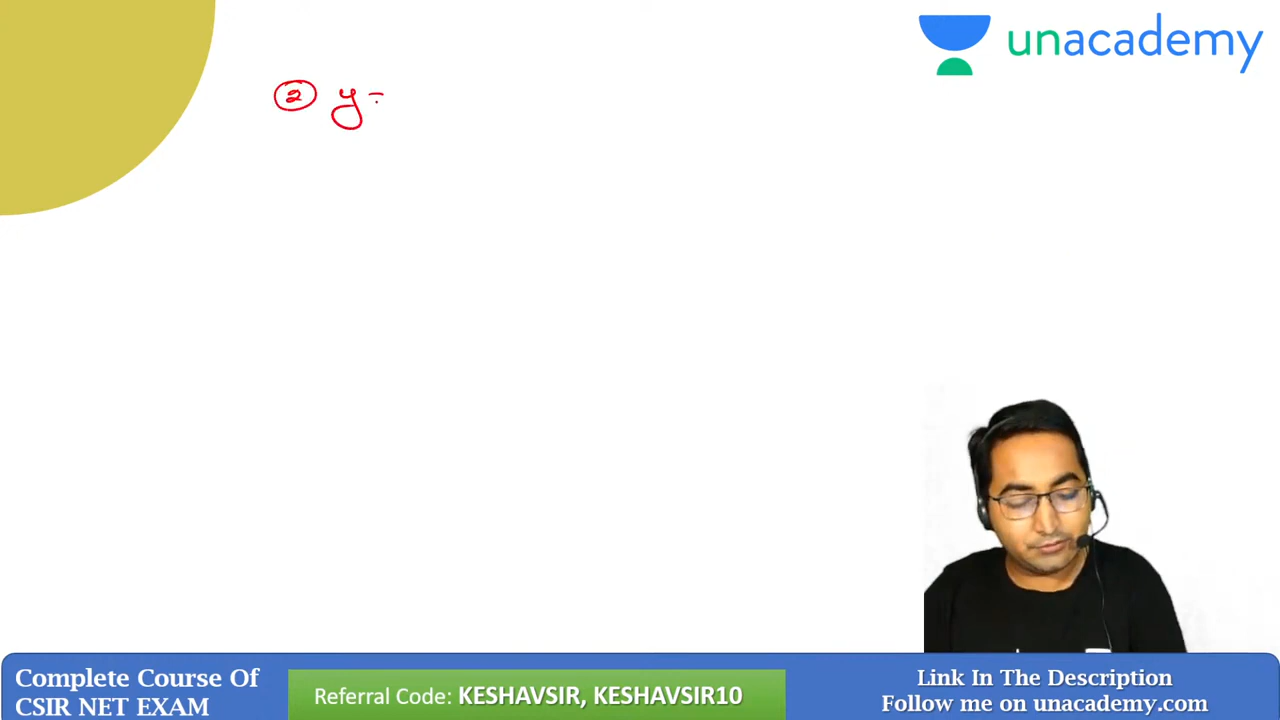 unacademy
② y =
Complete Course Of
CSIR NET EXAM
Referral Code: KESHAVSIR, KESHAVSIR10
Link In The Description
Follow me on unacademy.com